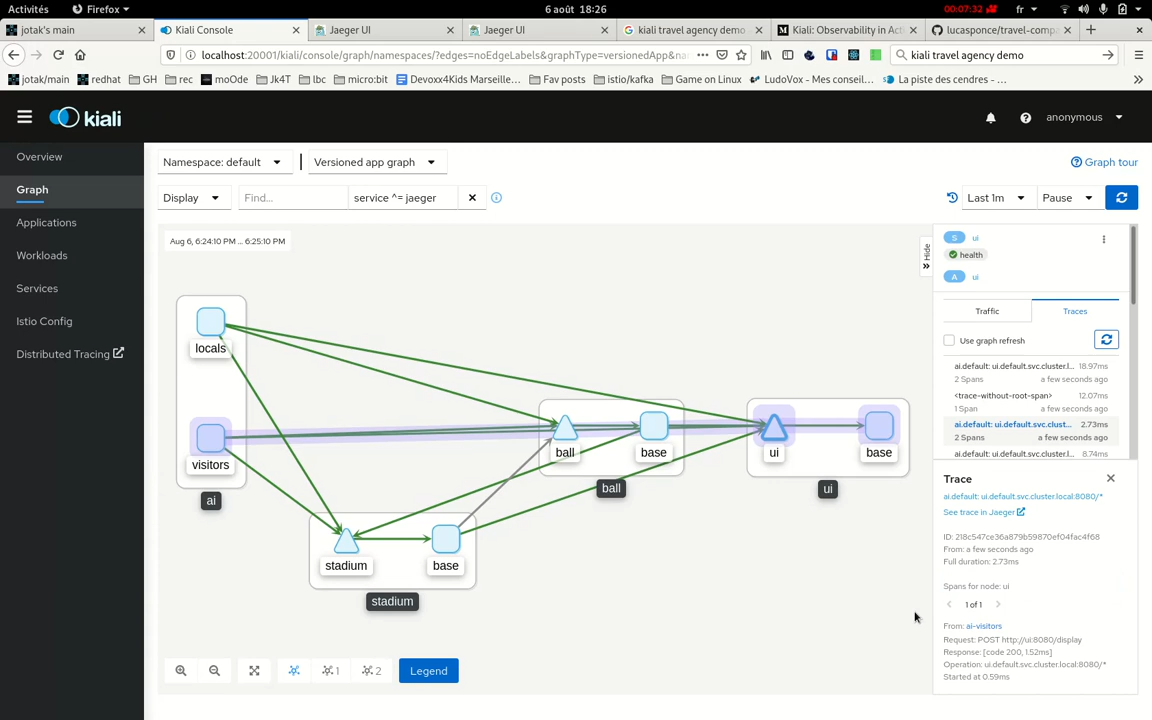 Activités Firefox 6 août 18:26 00:07:32 fr
jotak's main Kiali Console Jaeger UI Jaeger UI kiali travel agency demo Kiali: Observability in Acti lucasponce/travel-comp
localhost:20001/kiali/console/graph/namespaces/?edges=noEdgeLabels&graphType=versionedApp&na kiali travel agency demo
jotak/main redhat GH rec moOde Jk4T lbc micro:bit Devoxx4Kids Marseille... Fav posts istio/kafka Game on Linux LudoVox - Mes conseil... La piste des cendres - ...
kiali anonymous
Overview
Graph
Applications
Workloads
Services
Istio Config
Distributed Tracing
Namespace: default Versioned app graph Graph tour
Display Find... service ^= jaeger Last 1m Pause
Aug 6, 6:24:10 PM ... 6:25:10 PM
locals
visitors
ai
ball
base
ball
ui
base
ui
stadium
base
stadium
Legend
1
2
Hide
S ui
health
A ui
Traffic Traces
Use graph refresh
ai.default: ui.default.svc.cluster.l... 18.97ms
2 Spans a few seconds ago
<trace-without-root-span> 12.07ms
1 Span a few seconds ago
ai.default: ui.default.svc.clust... 2.73ms
2 Spans a few seconds ago
ai.default: ui.default.svc.cluster.l... 8.74ms
Trace
ai.default: ui.default.svc.cluster.local:8080/*
See trace in Jaeger
ID: 218c547ce36a879b59870ef04fac4f68
From: a few seconds ago
Full duration: 2.73ms
Spans for node: ui
1 of 1
From: ai-visitors
Request: POST http://ui:8080/display
Response: [code 200, 1.52ms]
Operation: ui.default.svc.cluster.local:8080/*
Started at 0.59ms